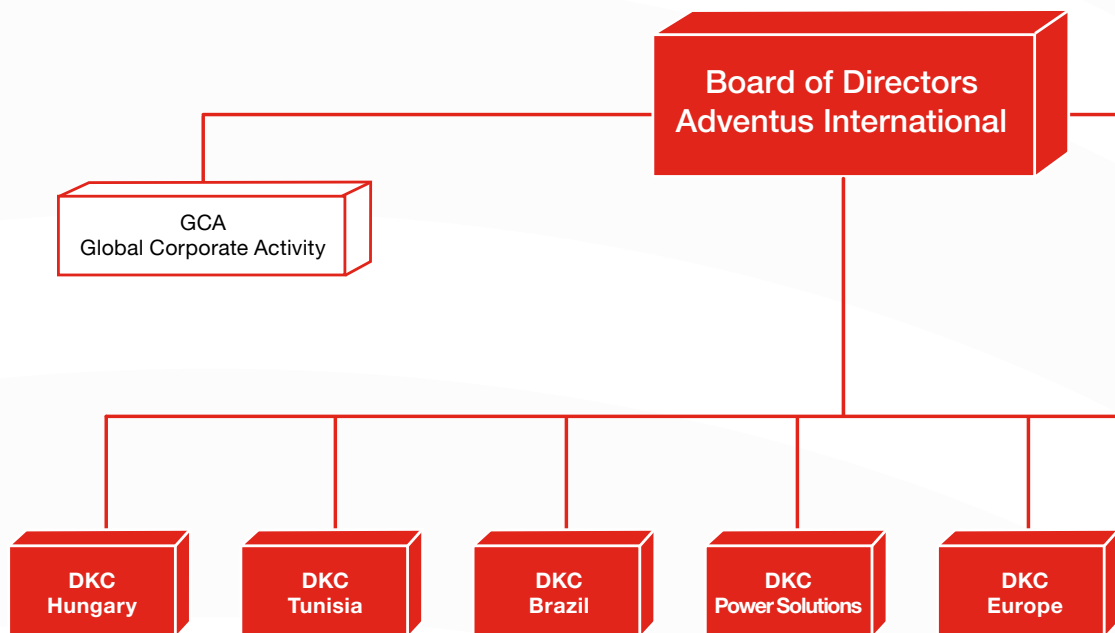 Board of Directors
Adventus International
GCA
Global Corporate Activity
DKC
Hungary
DKC
Tunisia
DKC
Brazil
DKC
Power Solutions
DKC
Europe